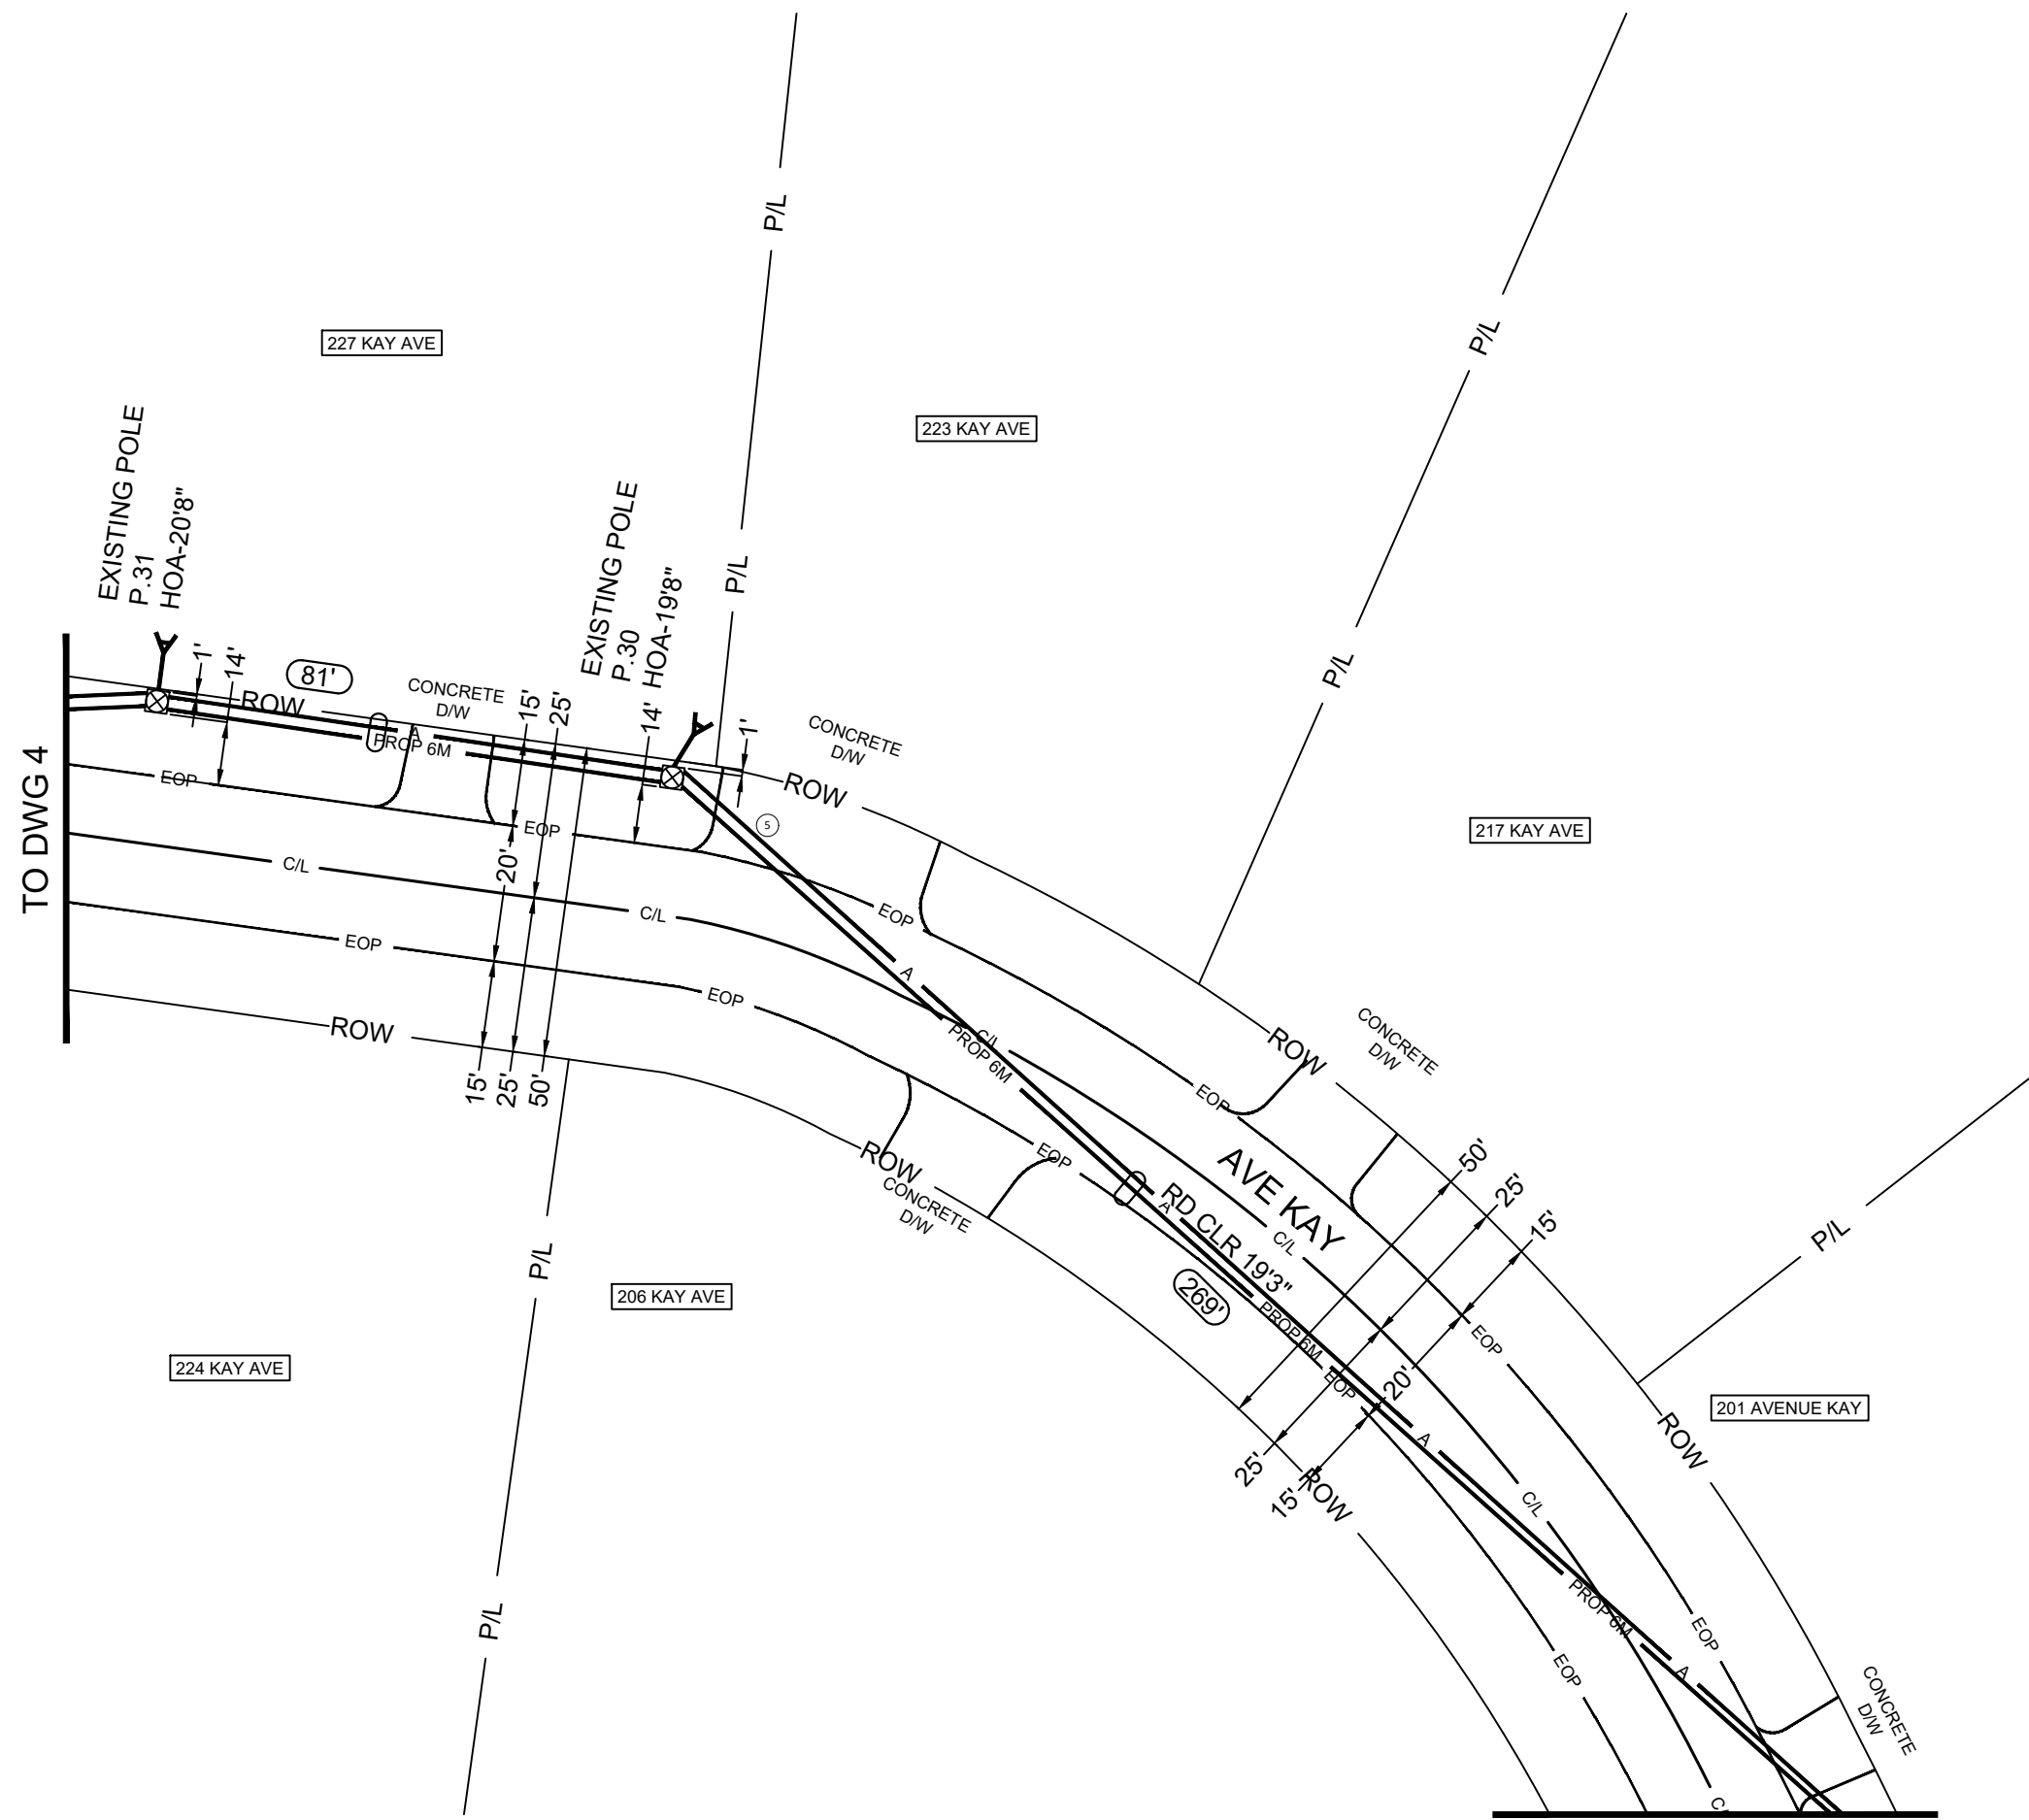 P/L
P/L
227 KAY AVE
223 KAY AVE
EXISTING POLE
P.31
HOA-20'8"
EXISTING POLE
P.30
HOA-19'8"
P/L
P/L
1'
14'
81'
ROW
CONCRETE
D/W
15'
25'
14'
1'
CONCRETE
D/W
ROW
A
PROP 6M
EOP
EOP
5
217 KAY AVE
TO DWG 4
C/L
20'
C/L
EOP
EOP
EOP
A
ROW
15'
25'
50'
C/L
PROP 6M
ROW
CONCRETE
D/W
EOP
EOP
ROW
CONCRETE
D/W
AVE KAY
50'
25'
15'
A
RD CLR 19'3"
C/L
P/L
P/L
206 KAY AVE
269'
224 KAY AVE
PROP 6M
EOP
EOP
20'
201 AVENUE KAY
A
ROW
25'
15'
ROW
C/L
P/L
PROP 6M
EOP
EOP
A
CONCRETE
D/W